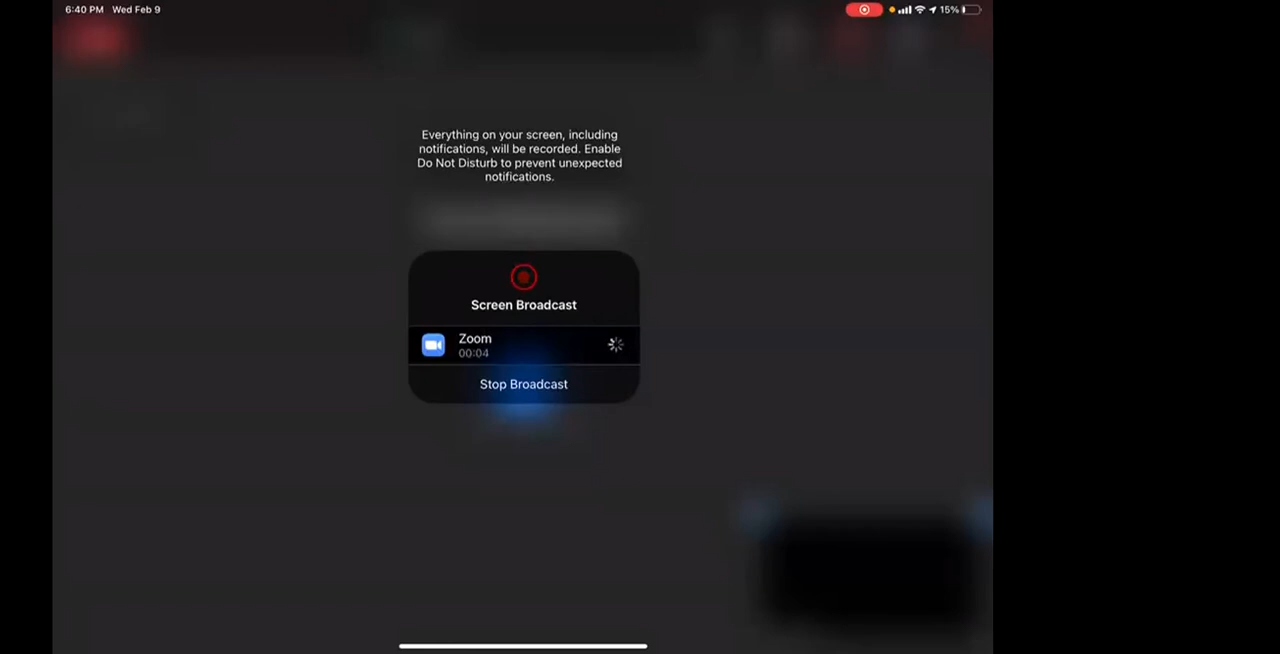 6:40 PM Wed Feb 9
15%
Everything on your screen, including
notifications, will be recorded. Enable
Do Not Disturb to prevent unexpected
notifications.
Screen Broadcast
Zoom
00:04
Stop Broadcast